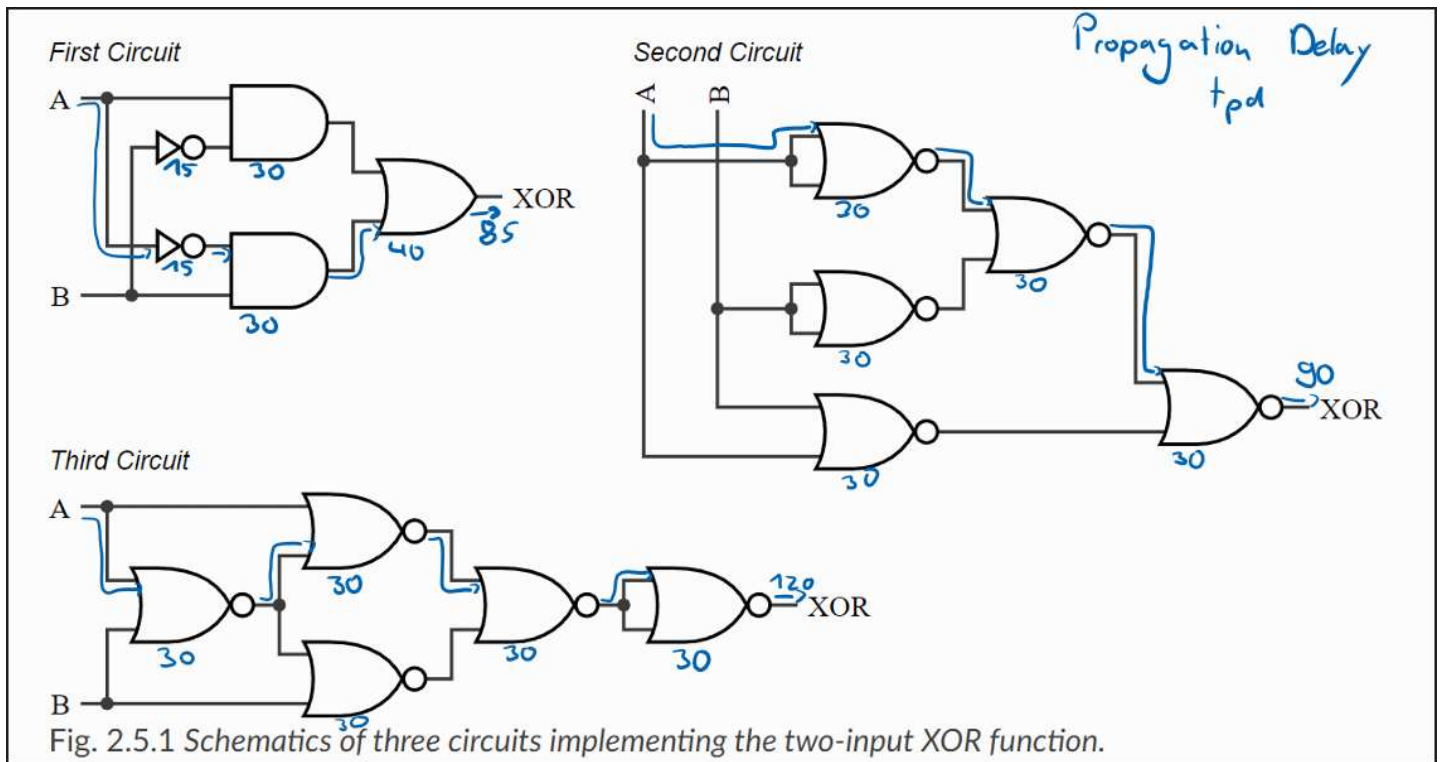 Propagation Delay
tpd
First Circuit
A
15
30
XOR
85
40
15
B
30
Second Circuit
A
B
30
30
30
90
XOR
30
30
Third Circuit
A
30
120
XOR
30
30
30
B
30
Fig. 2.5.1 Schematics of three circuits implementing the two-input XOR function.